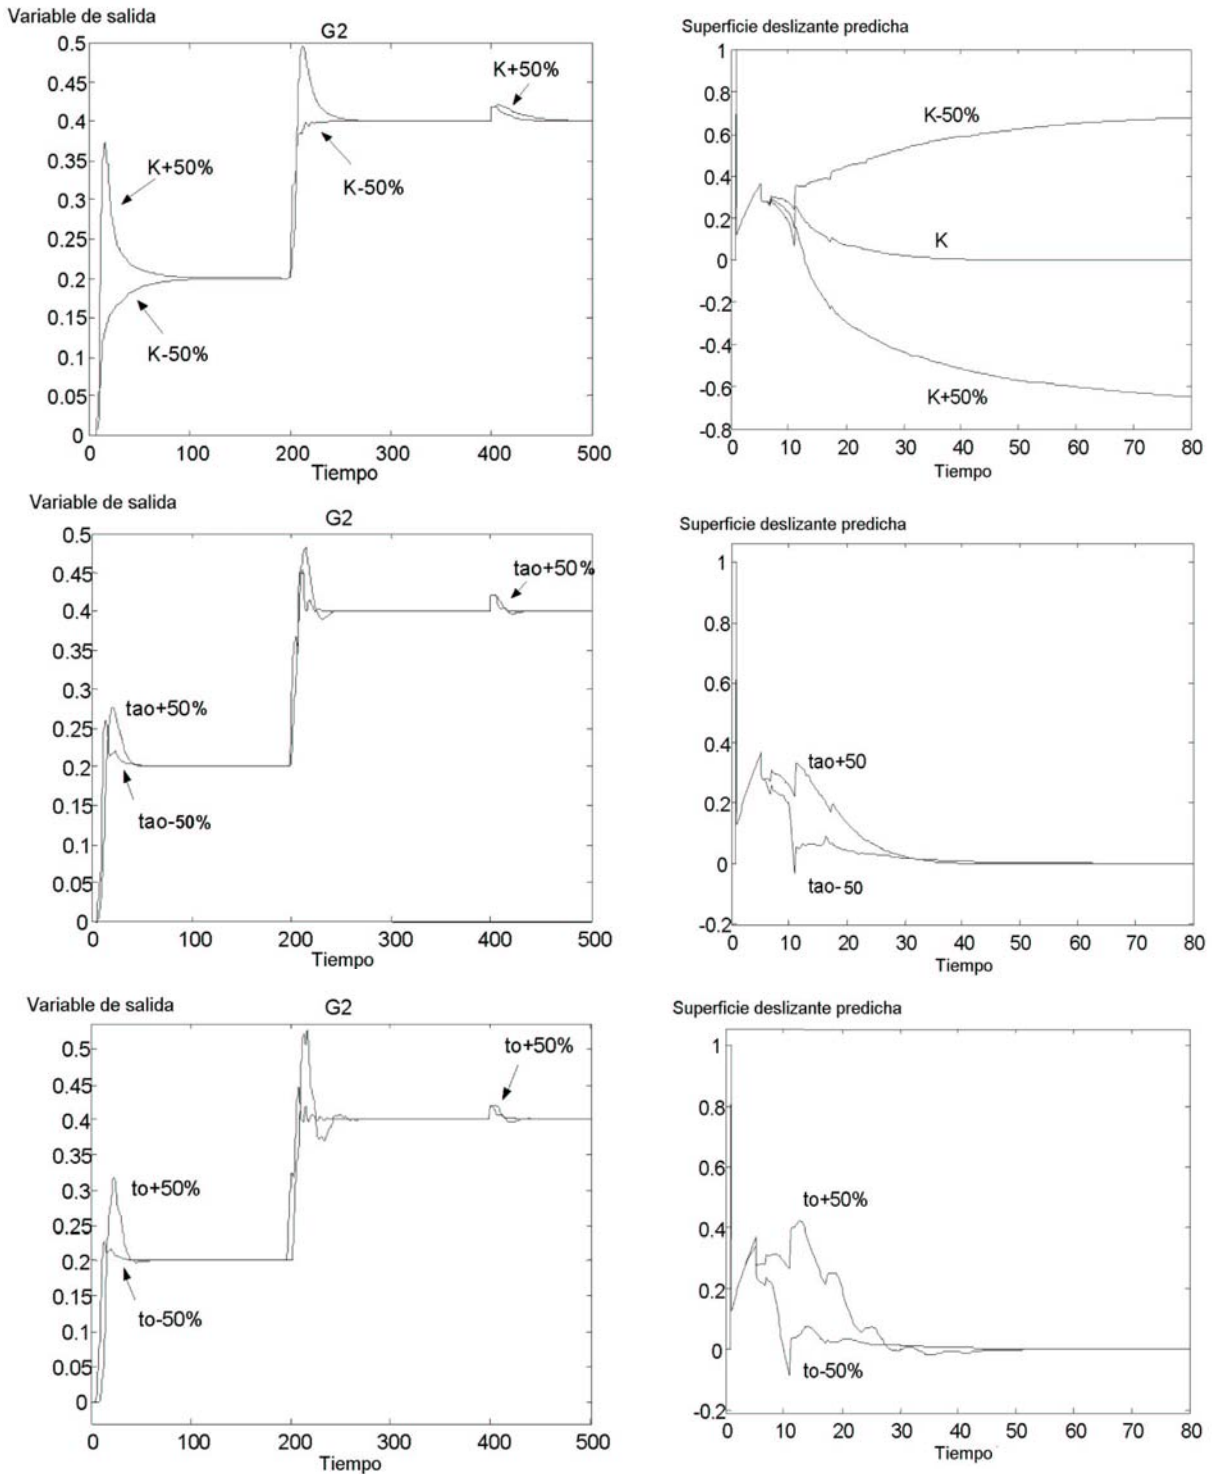 Variable de salida
G2
0.5
0.45
0.4
0.35
0.3
0.25
0.2
0.15
0.1
0.05
0
K+50%
K-50%
K-50%
K+50%
0 100 200 300 400 500
Tiempo
Superficie deslizante predicha
1
0.8
0.6
0.4
0.2
0
-0.2
-0.4
-0.6
-0.8
K-50%
K
K+50%
0 10 20 30 40 50 60 70 80
Tiempo
Variable de salida
G2
0.5
0.45
0.4
0.35
0.3
0.25
0.2
0.15
0.1
0.05
0
tao+50%
tao-50%
tao+50%
0 100 200 300 400 500
Tiempo
Superficie deslizante predicha
1
0.8
0.6
0.4
0.2
0
-0.2
tao+50
tao-50
0 10 20 30 40 50 60 70 80
Tiempo
Variable de salida
G2
0.5
0.45
0.4
0.35
0.3
0.25
0.2
0.15
0.1
0.05
0
to+50%
to-50%
to+50%
0 100 200 300 400 500
Tiempo
Superficie deslizante predicha
1
0.8
0.6
0.4
0.2
0
-0.2
to+50%
to-50%
0 10 20 30 40 50 60 70 80
Tiempo